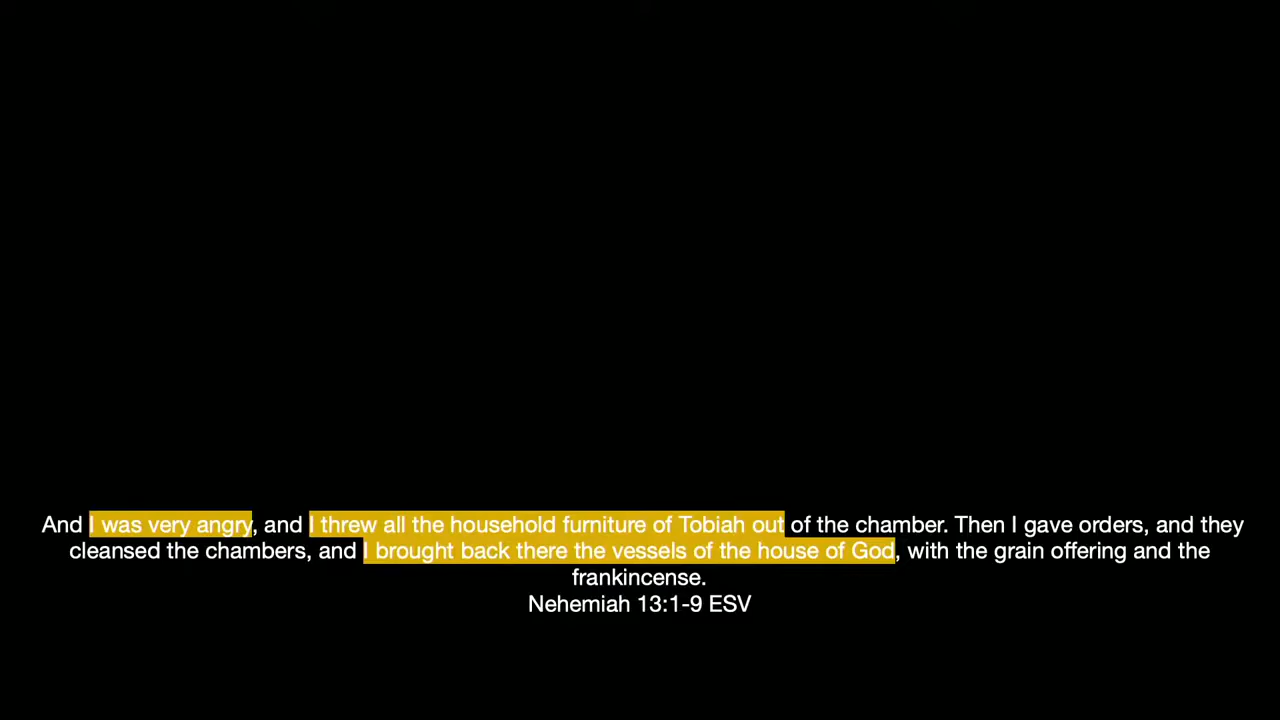 And I was very angry, and I threw all the household furniture of Tobiah out of the chamber. Then I gave orders, and they
cleansed the chambers, and I brought back there the vessels of the house of God, with the grain offering and the
frankincense.
Nehemiah 13:1-9 ESV